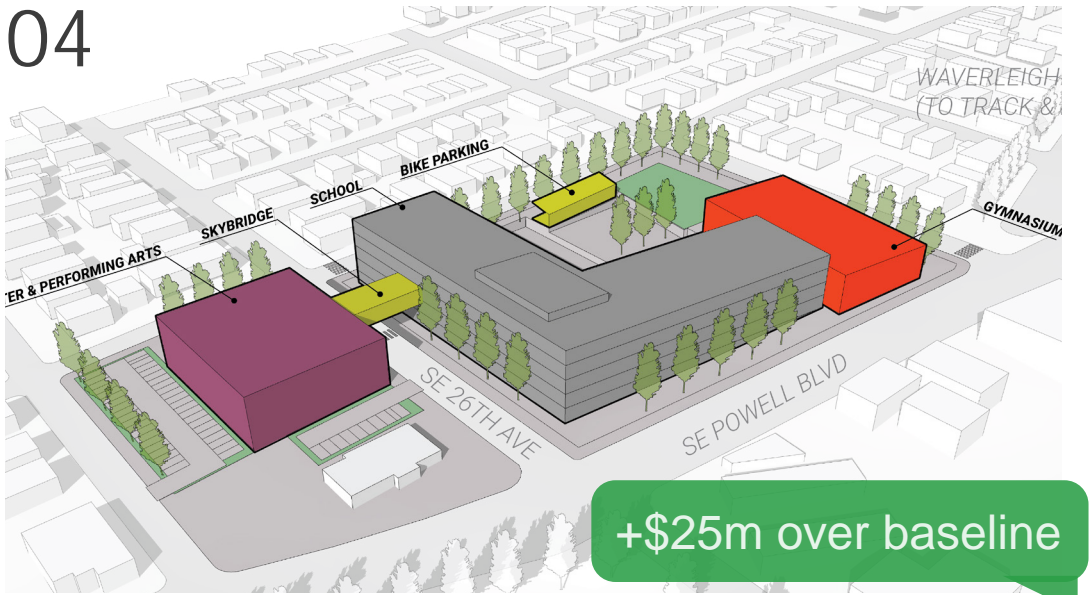 04
WAVERLEIGH
(TO TRACK &
BIKE PARKING
SCHOOL
SKYBRIDGE
GYMNASIUM
TER & PERFORMING ARTS
SE 26TH AVE
SE POWELL BLVD
+$25m over baseline